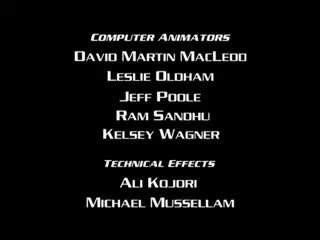 Computer Animators
David Martin MacLeod
Leslie Oldham
Jeff Poole
Ram Sandhu
Kelsey Wagner
Technical Effects
Ali Kojori
Michael Mussellam